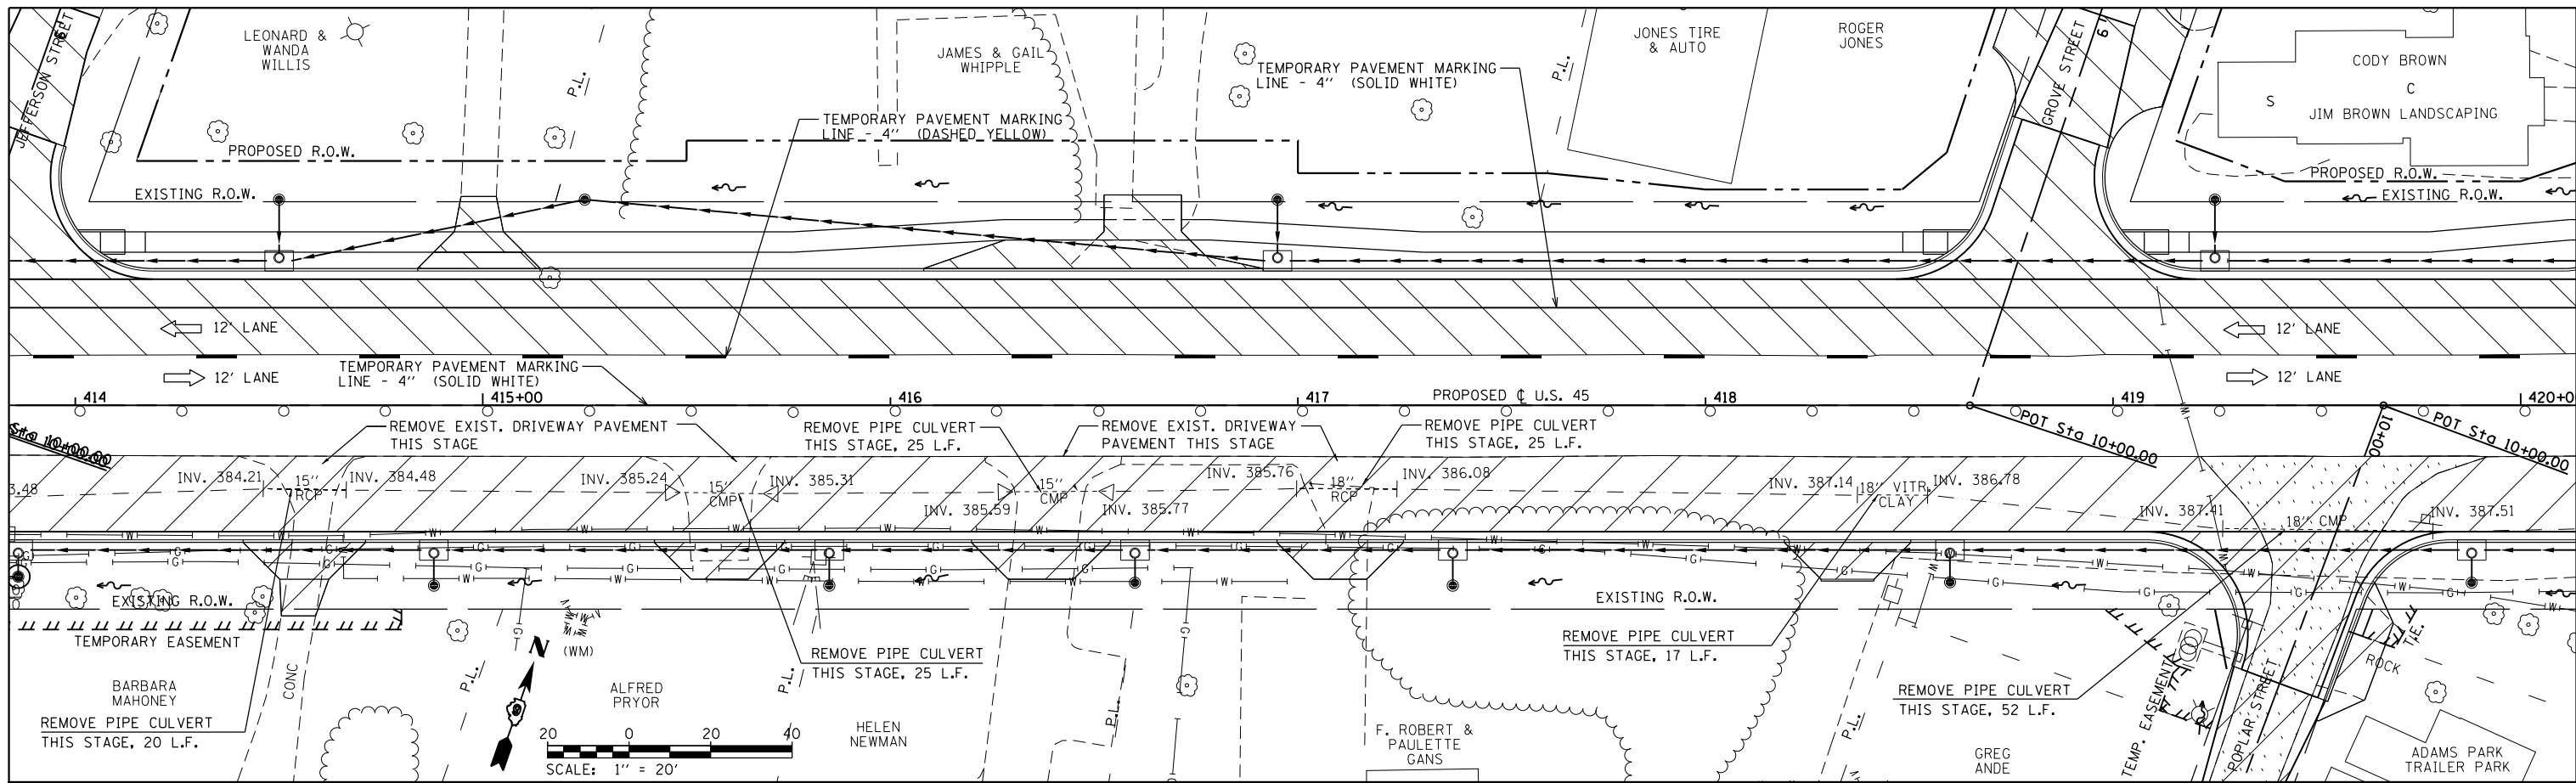 JEFFERSON STREET
LEONARD &
WANDA
WILLIS
P.L.
JAMES & GAIL
WHIPPLE
TEMPORARY PAVEMENT MARKING
LINE - 4'' (SOLID WHITE)
P.L.
JONES TIRE
& AUTO
ROGER
JONES
GROVE STREET
CODY BROWN
S
C
JIM BROWN LANDSCAPING
TEMPORARY PAVEMENT MARKING
LINE - 4'' (DASHED YELLOW)
PROPOSED R.O.W.
EXISTING R.O.W.
PROPOSED R.O.W.
EXISTING R.O.W.
12' LANE
12' LANE
TEMPORARY PAVEMENT MARKING
LINE - 4'' (SOLID WHITE)
12' LANE
12' LANE
414
415+00
416
417
PROPOSED ℄ U.S. 45
418
419
420+0
Sta 10+00.00
REMOVE EXIST. DRIVEWAY PAVEMENT
THIS STAGE
REMOVE PIPE CULVERT
THIS STAGE, 25 L.F.
REMOVE EXIST. DRIVEWAY
PAVEMENT THIS STAGE
REMOVE PIPE CULVERT
THIS STAGE, 25 L.F.
POT Sta 10+00.00
10+00
POT Sta 10+00.00
3.48
INV. 384.21
15''
RCP
INV. 384.48
INV. 385.24
15''
CMP
INV. 385.31
INV. 385.59
15''
CMP
INV. 385.77
INV. 385.76
18''
RCP
INV. 386.08
INV. 387.14
18'' VITR.
CLAY
INV. 386.78
INV. 387.41
18'' CMP
INV. 387.51
EXISTING R.O.W.
TEMPORARY EASEMENT
EXISTING R.O.W.
(WM)
N
CONC
P.L.
P.L.
P.L.
P.L.
BARBARA
MAHONEY
REMOVE PIPE CULVERT
THIS STAGE, 20 L.F.
ALFRED
PRYOR
REMOVE PIPE CULVERT
THIS STAGE, 25 L.F.
HELEN
NEWMAN
20 0 20 40
SCALE: 1'' = 20'
F. ROBERT &
PAULETTE
GANS
REMOVE PIPE CULVERT
THIS STAGE, 17 L.F.
REMOVE PIPE CULVERT
THIS STAGE, 52 L.F.
GREG
ANDE
TEMP. EASEMENT
POPLAR STREET
T.E.
ROCK
ADAMS PARK
TRAILER PARK